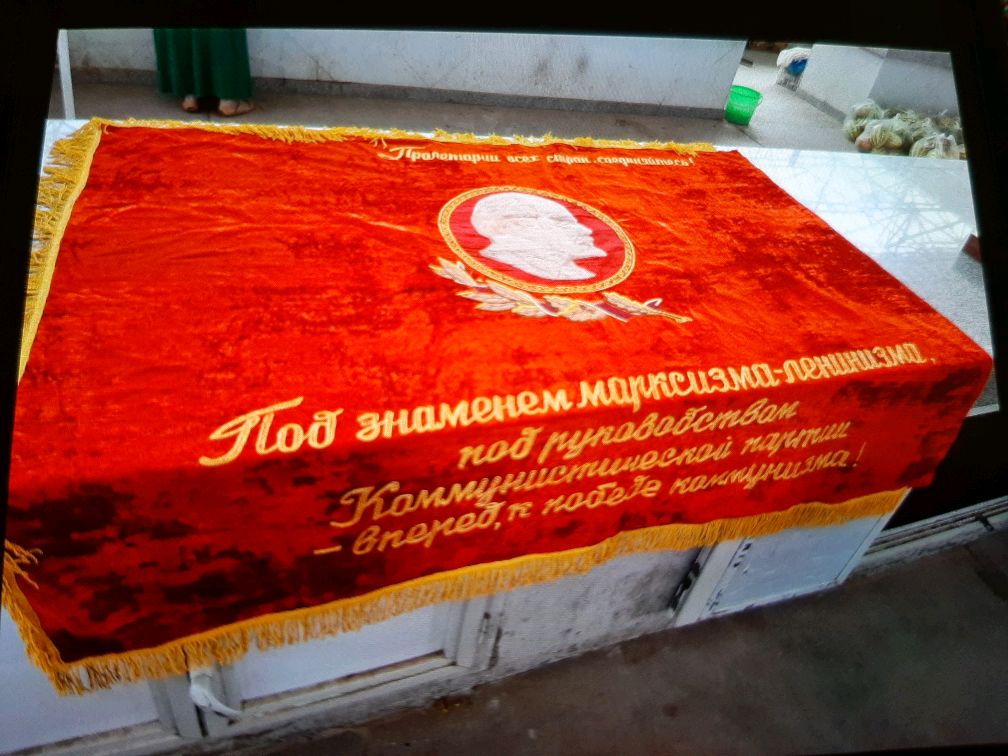 Пролетарии всех стран, соединяйтесь!
Под знаменем марксизма-ленинизма,
под руководством
Коммунистической партии
- вперед, к победе коммунизма!